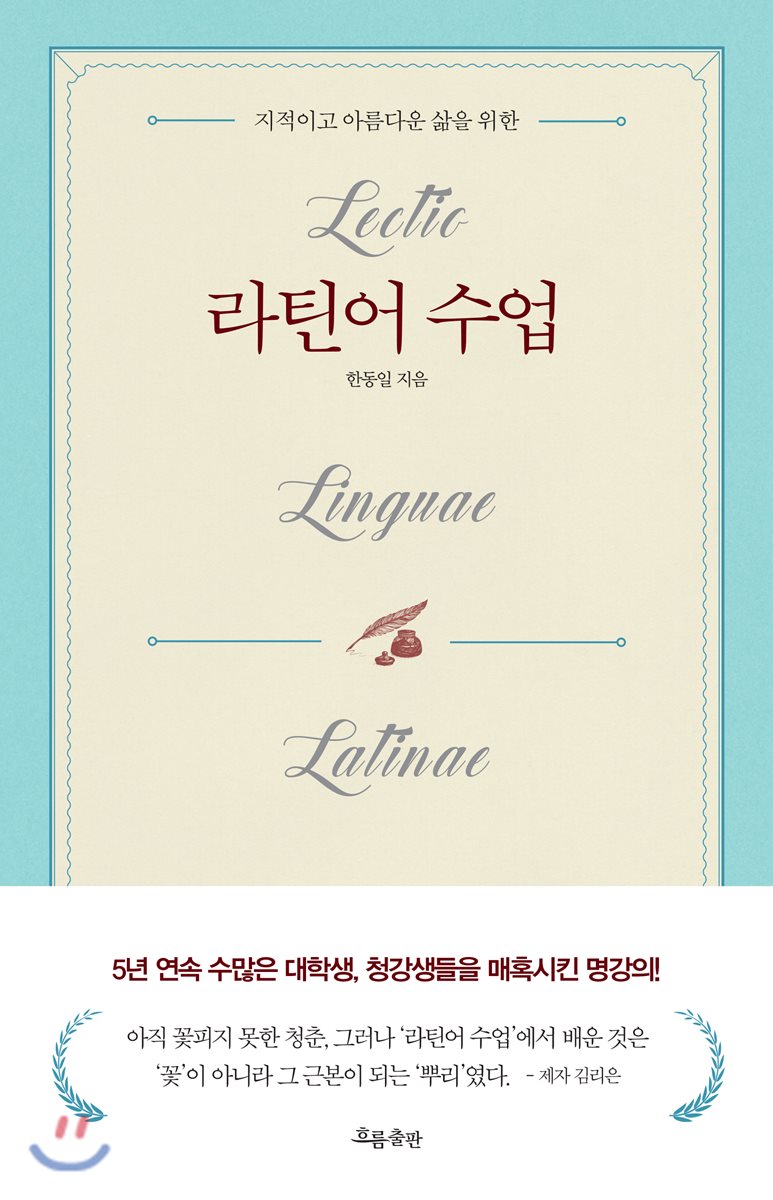 지적이고 아름다운 삶을 위한
Lectio
라틴어 수업
한동일 지음
Linguae
Latinae
5년 연속 수많은 대학생, 청강생들을 매혹시킨 명강의!
아직 꽃피지 못한 청춘, 그러나 ‘라틴어 수업’에서 배운 것은
‘꽃’이 아니라 그 근본이 되는 ‘뿌리’였다. - 제자 김리은
흐름출판